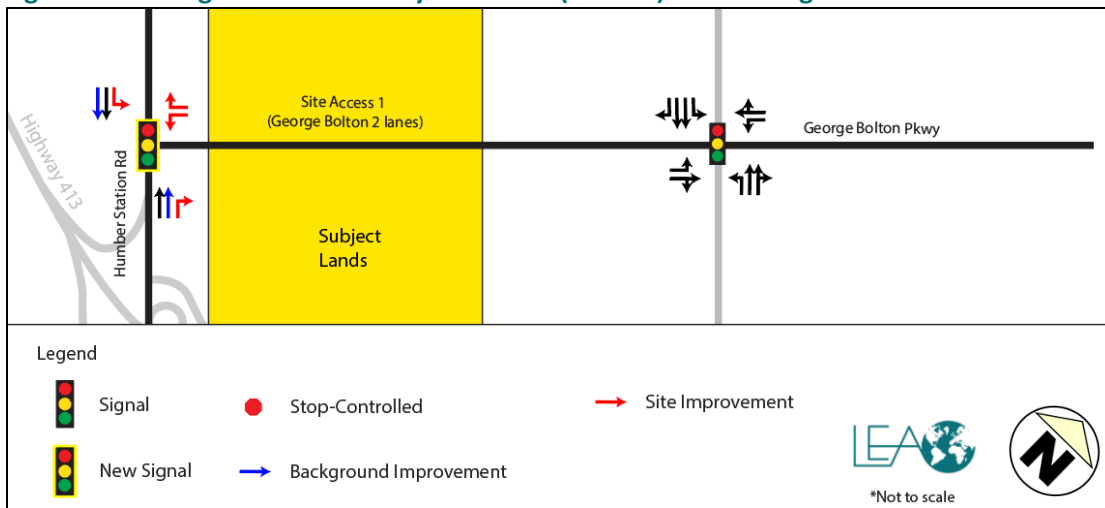 Site Access 1
(George Bolton 2 lanes)
George Bolton Pkwy
Highway 413
Humber Station Rd
Subject
Lands
Legend
Signal
Stop-Controlled
Site Improvement
New Signal
Background Improvement
LEA
*Not to scale
N